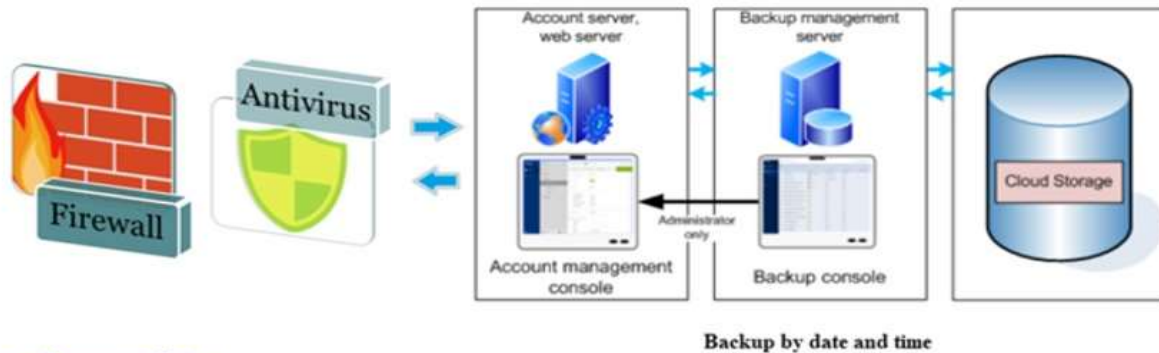 Account server,
web server
Backup management
server
Antivirus
Firewall
Cloud Storage
Administrator
only
Account management
console
Backup console
Backup by date and time